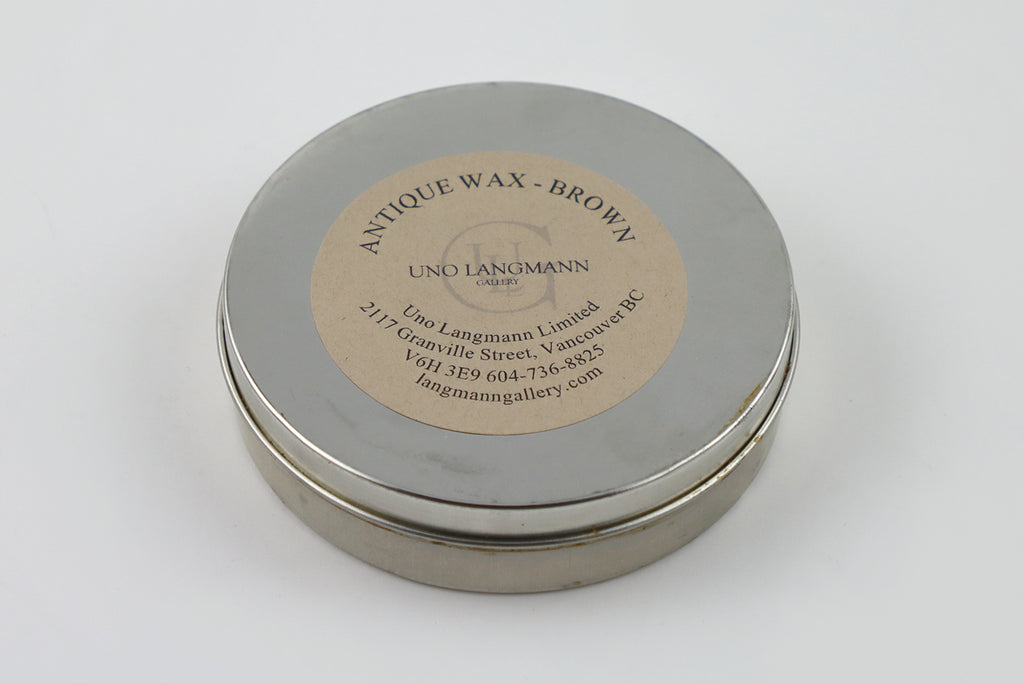 ANTIQUE WAX - BROWN
UNO LANGMANN
GALLERY
Uno Langmann Limited
2117 Granville Street, Vancouver BC
V6H 3E9 604-736-8825
langmanngallery.com